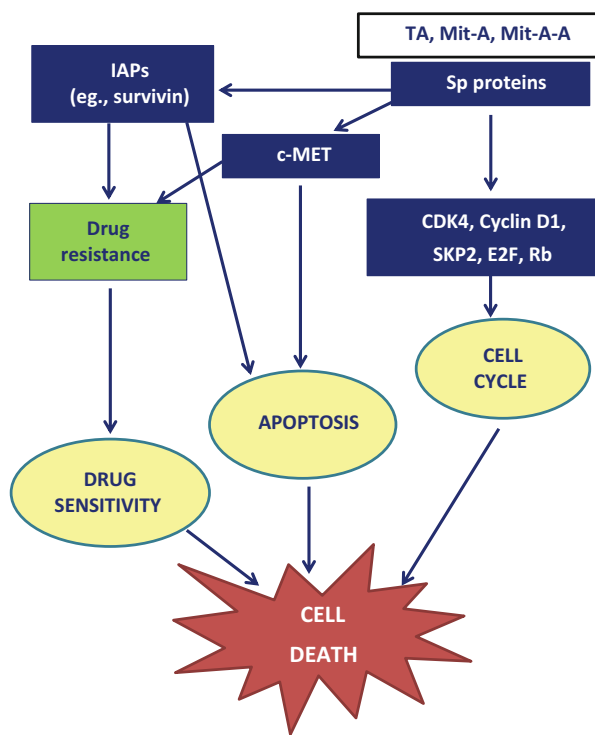 TA, Mit-A, Mit-A-A
IAPs
(eg., survivin)
Sp proteins
c-MET
Drug
resistance
CDK4, Cyclin D1,
SKP2, E2F, Rb
CELL
CYCLE
APOPTOSIS
DRUG
SENSITIVITY
CELL
DEATH